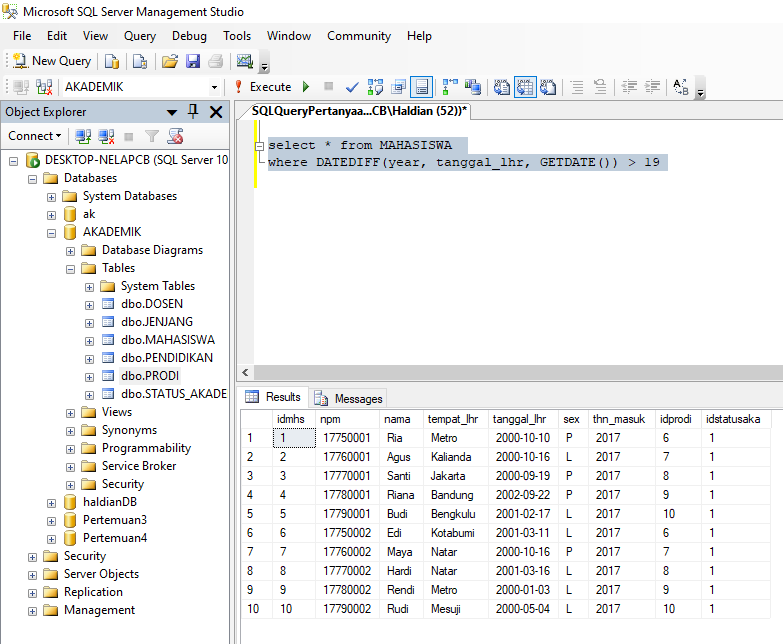 Microsoft SQL Server Management Studio
File Edit View Query Debug Tools Window Community Help
New Query
AKADEMIK Execute
Object Explorer
Connect
DESKTOP-NELAPCB (SQL Server 10
Databases
System Databases
ak
AKADEMIK
Database Diagrams
Tables
System Tables
dbo.DOSEN
dbo.JENJANG
dbo.MAHASISWA
dbo.PENDIDIKAN
dbo.PRODI
dbo.STATUS_AKADE
Views
Synonyms
Programmability
Service Broker
Security
haldianDB
Pertemuan3
Pertemuan4
Security
Server Objects
Replication
Management
SQLQueryPertanyaa...CB\Haldian (52))*
select * from MAHASISWA
where DATEDIFF(year, tanggal_lhr, GETDATE()) > 19
Results Messages
idmhs npm nama tempat_lhr tanggal_lhr sex thn_masuk idprodi idstatusaka
1 1 17750001 Ria Metro 2000-10-10 P 2017 6 1
2 2 17760001 Agus Kalianda 2000-10-16 L 2017 7 1
3 3 17770001 Santi Jakarta 2000-09-19 P 2017 8 1
4 4 17780001 Riana Bandung 2002-09-22 P 2017 9 1
5 5 17790001 Budi Bengkulu 2001-03-12 L 2017 10 1
6 6 17750002 Edi Kotabumi 2001-03-11 L 2017 6 1
7 7 17760002 Maya Natar 2000-10-16 P 2017 7 1
8 8 17770002 Hardi Natar 2001-03-16 L 2017 8 1
9 9 17780002 Rendi Metro 2000-01-03 L 2017 9 1
10 10 17790002 Rudi Mesuji 2000-05-04 L 2017 10 1